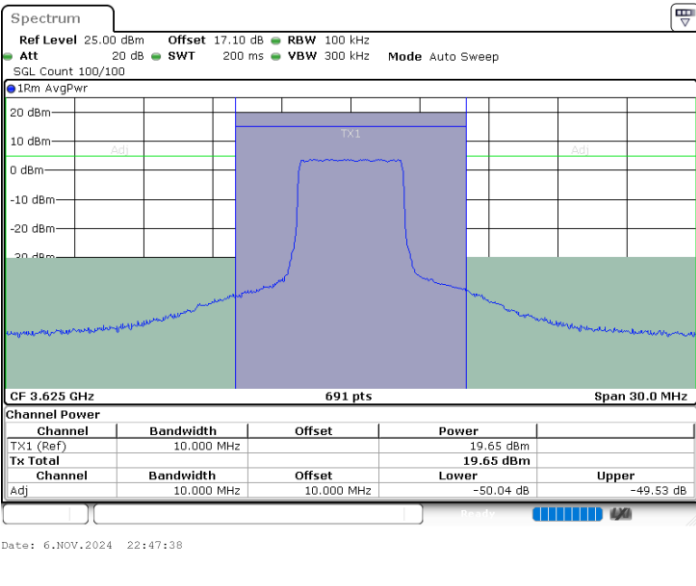 Spectrum
Ref Level 25.00 dBm Offset 17.10 dB RBW 100 kHz
Att 20 dB SWT 200 ms VBW 300 kHz Mode Auto Sweep
SGL Count 100/100
1Rm AvgPwr
20 dBm
TX1
10 dBm
Adj Adj
0 dBm
-10 dBm
-20 dBm
-30 dBm
CF 3.625 GHz 691 pts Span 30.0 MHz
Channel Power
Channel Bandwidth Offset Power
TX1 (Ref) 10.000 MHz 19.65 dBm
Tx Total 19.65 dBm
Channel Bandwidth Offset Lower Upper
Adj 10.000 MHz 10.000 MHz -50.04 dB -49.53 dB
Ready
Date: 6.NOV.2024 22:47:38